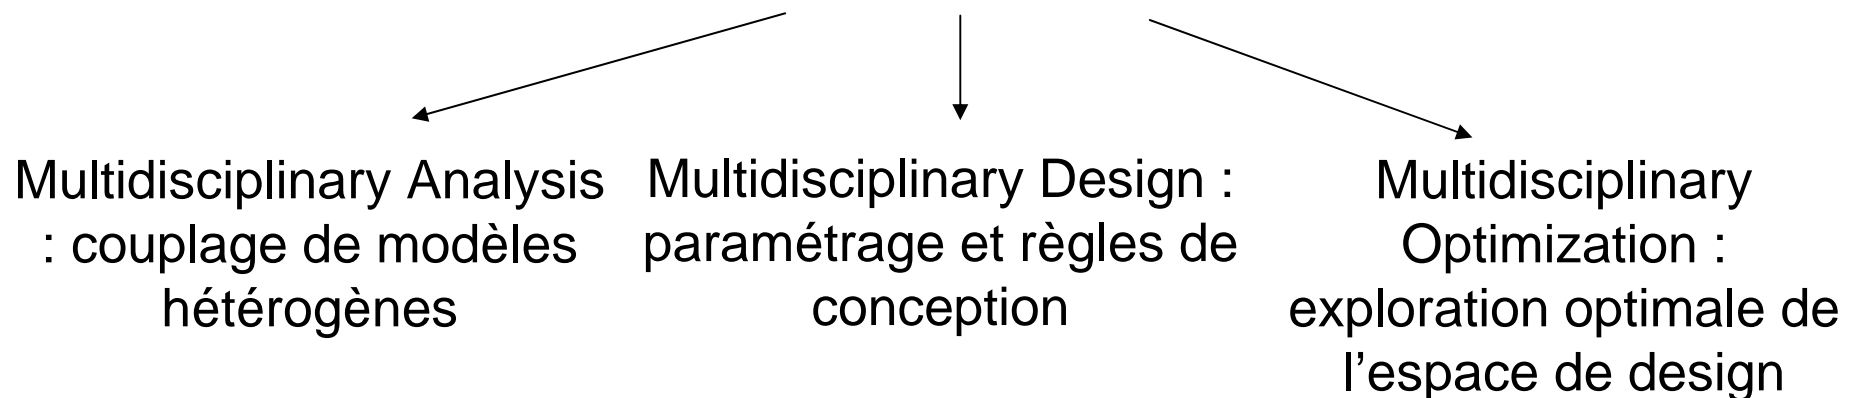 Multidisciplinary Analysis
: couplage de modèles
hétérogènes
Multidisciplinary Design :
paramétrage et règles de
conception
Multidisciplinary
Optimization :
exploration optimale de
l’espace de design